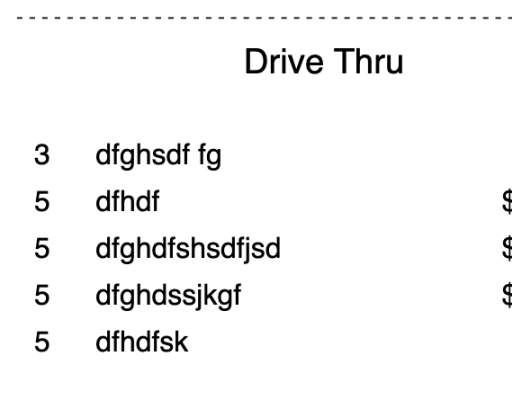 Drive Thru
3 dfghsdf fg
5 dfhdf $
5 dfghdfshsdfjsd $
5 dfghdssjkgf $
5 dfhdfsk